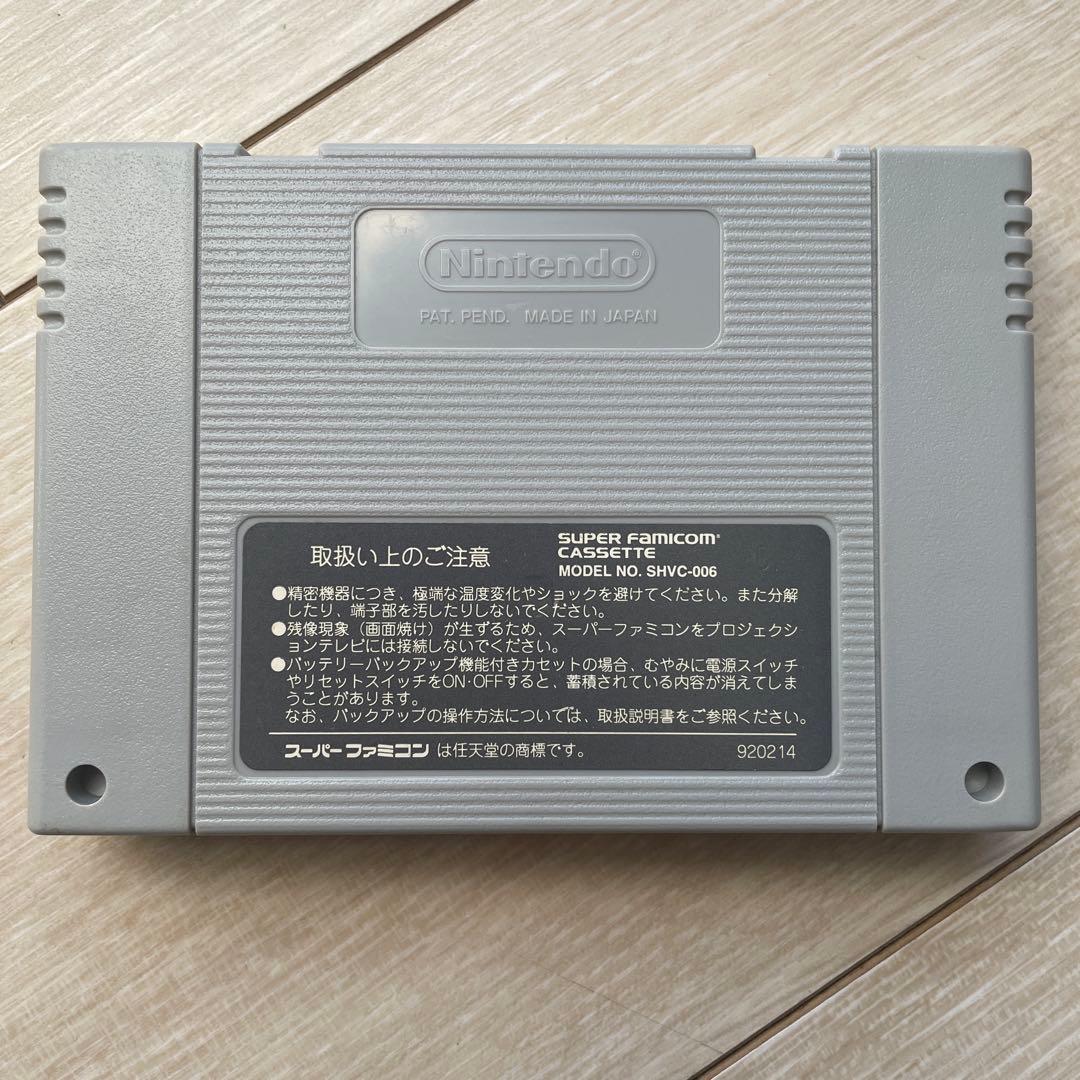 Nintendo®
PAT. PEND. MADE IN JAPAN
取扱い上のご注意
SUPER FAMICOM®
CASSETTE
MODEL NO. SHVC-006
●精密機器につき、極端な温度変化やショックを避けてください。また分解
したり、端子部を汚したりしないでください。
●残像現象（画面焼け）が生ずるため、スーパーファミコンをプロジェクシ
ョンテレビには接続しないでください。
●バッテリーバックアップ機能付きカセットの場合、むやみに電源スイッチ
やリセットスイッチをON·OFFすると、蓄積されている内容が消えてしま
うことがあります。
なお、バックアップの操作方法については、取扱説明書をご参照ください。
スーパーファミコン は任天堂の商標です。
920214